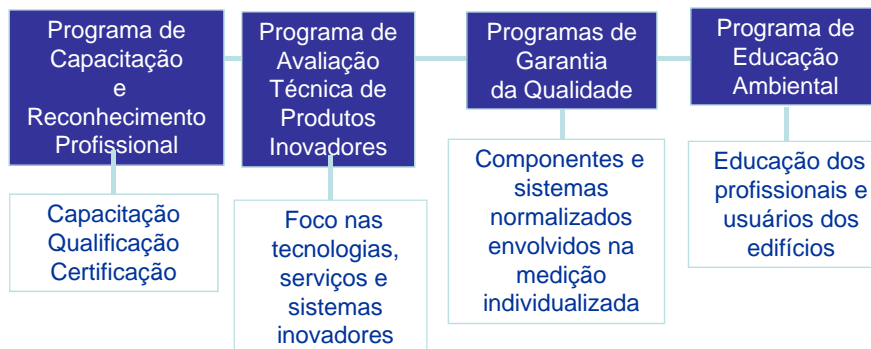 Programa de
Capacitação
e
Reconhecimento
Profissional
Programa de
Avaliação
Técnica de
Produtos
Inovadores
Programas de
Garantia
da Qualidade
Programa de
Educação
Ambiental
Capacitação
Qualificação
Certificação
Foco nas
tecnologias,
serviços e
sistemas
inovadores
Componentes e
sistemas
normalizados
envolvidos na
medição
individualizada
Educação dos
profissionais e
usuários dos
edifícios